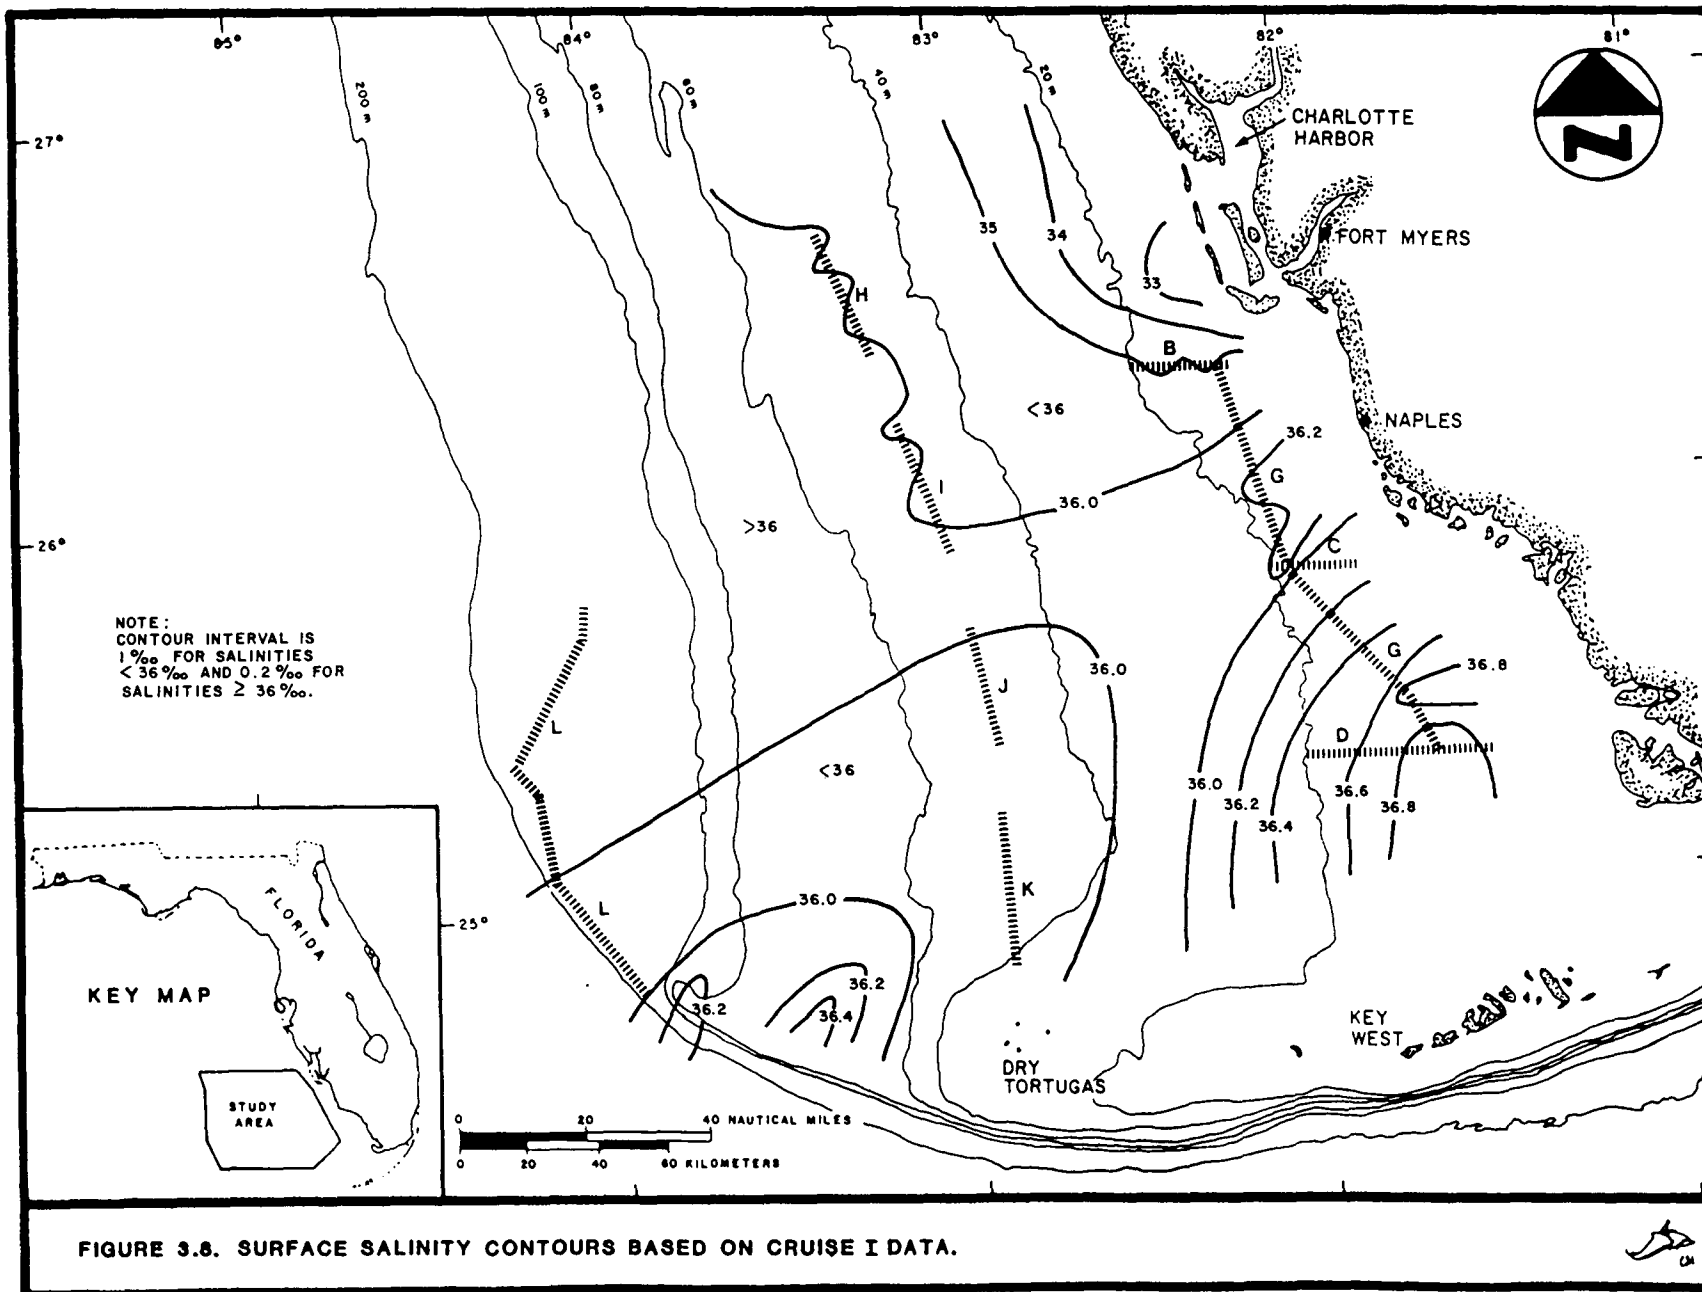 85°
84°
83°
82°
81°
200 m
100 m
80 m
60 m
40 m
20 m
27°
CHARLOTTE
HARBOR
N
35
34
FORT MYERS
33
H
B
<36
NAPLES
36.2
G
I
36.0
>36
26°
C
NOTE:
CONTOUR INTERVAL IS
1‰ FOR SALINITIES
<36‰ AND 0.2‰ FOR
SALINITIES ≥ 36‰.
36.0
G
36.8
J
L
D
<36
36.0
36.2
36.4
36.6
36.8
K
L
36.0
25°
36.2
36.2
36.4
FLORIDA
KEY MAP
STUDY
AREA
KEY
WEST
DRY
TORTUGAS
0 20 40 NAUTICAL MILES
0 20 40 60 KILOMETERS
FIGURE 3.8. SURFACE SALINITY CONTOURS BASED ON CRUISE I DATA.